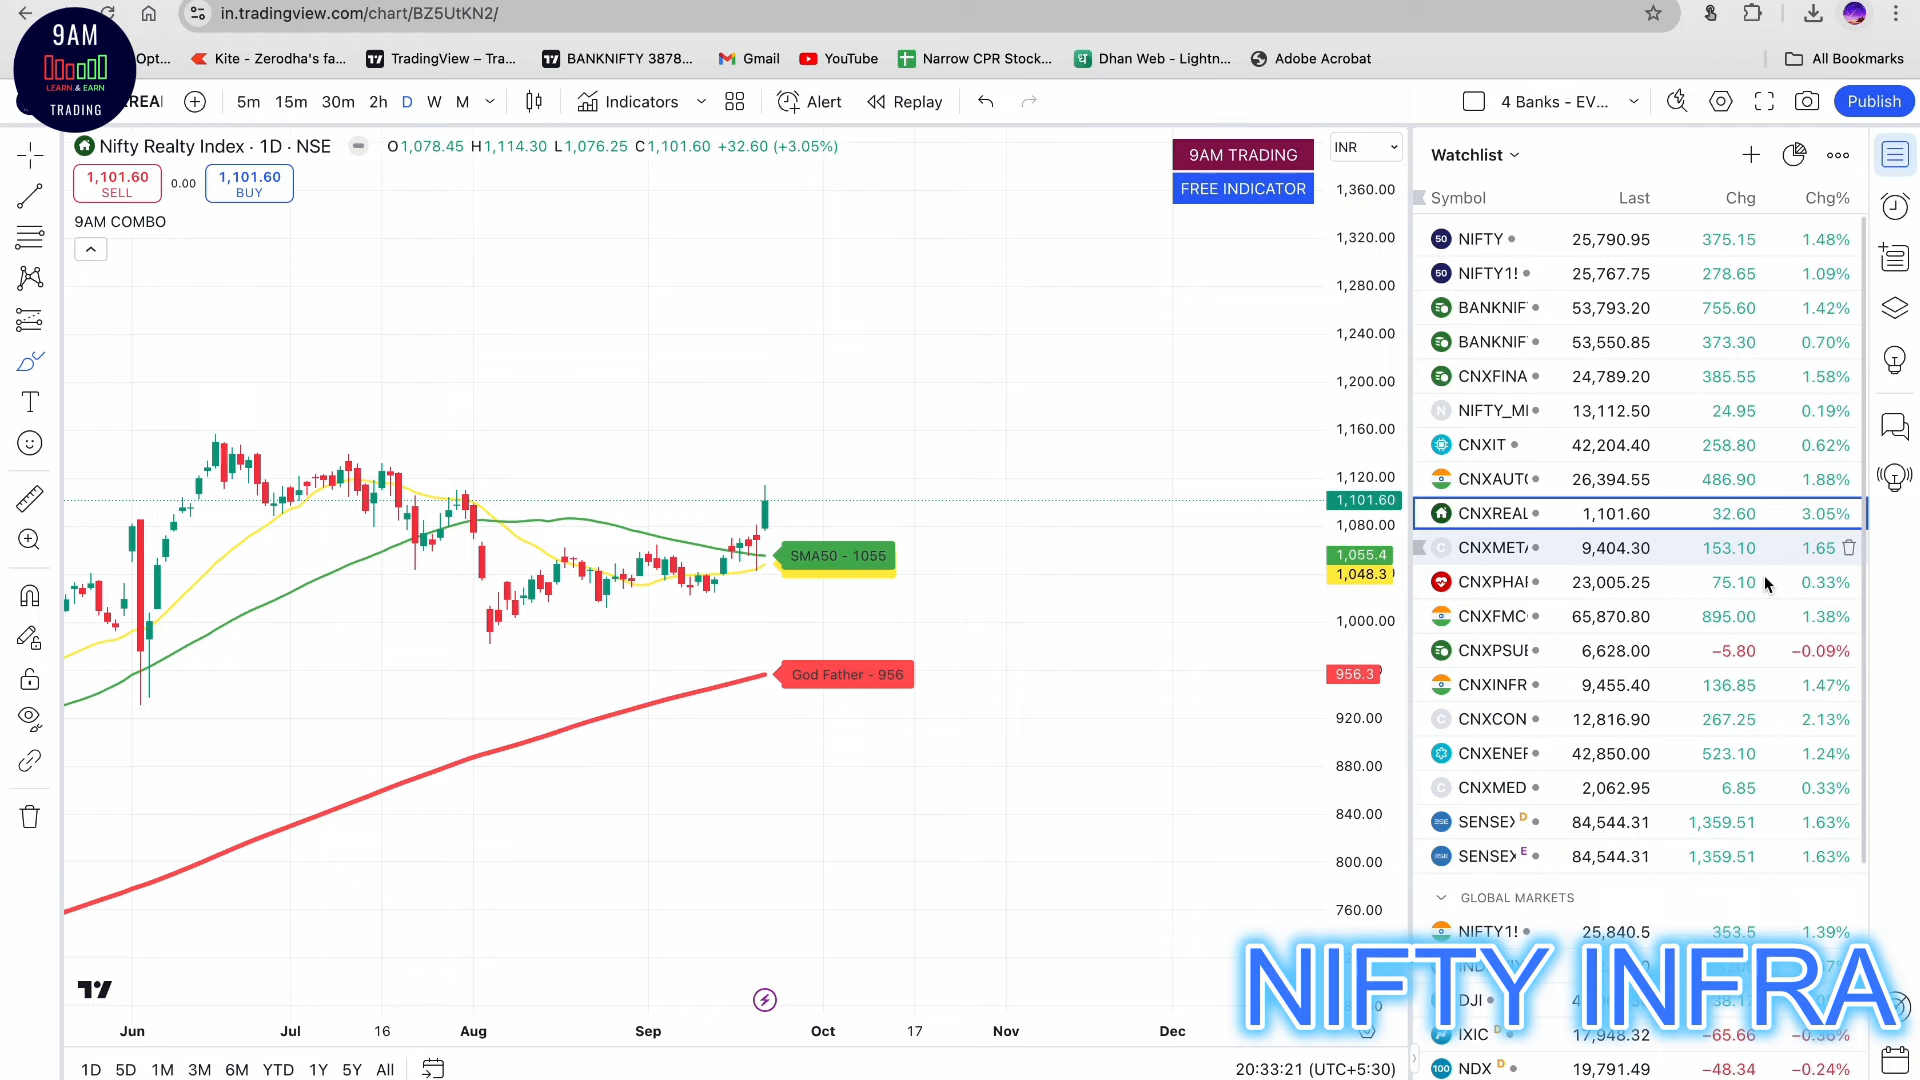 in.tradingview.com/chart/BZ5UtKN2/
9AM
LEARN & EARN
TRADING
Opt...
Kite - Zerodha's fa...
TradingView – Tra...
BANKNIFTY 3878...
Gmail
YouTube
Narrow CPR Stock...
Dhan Web - Lightn...
Adobe Acrobat
All Bookmarks
REAL
5m 15m 30m 2h D W M
Indicators
Alert
Replay
4 Banks - EV...
Publish
Nifty Realty Index · 1D · NSE
O1,078.45 H1,114.30 L1,076.25 C1,101.60 +32.60 (+3.05%)
1,101.60
SELL
0.00
1,101.60
BUY
9AM COMBO
9AM TRADING
FREE INDICATOR
INR
1,360.00
1,320.00
1,280.00
1,240.00
1,200.00
1,160.00
1,120.00
1,101.60
1,080.00
1,055.4
1,048.3
1,000.00
956.3
920.00
880.00
840.00
800.00
760.00
SMA50 - 1055
God Father - 956
Jun Jul 16 Aug Sep Oct 17 Nov Dec
1D 5D 1M 3M 6M YTD 1Y 5Y All
20:33:21 (UTC+5:30)
Watchlist
Symbol Last Chg Chg%
NIFTY 25,790.95 375.15 1.48%
NIFTY1! 25,767.75 278.65 1.09%
BANKNIF 53,793.20 755.60 1.42%
BANKNIF 53,550.85 373.30 0.70%
CNXFINA 24,789.20 385.55 1.58%
NIFTY_MI 13,112.50 24.95 0.19%
CNXIT 42,204.40 258.80 0.62%
CNXAUT 26,394.55 486.90 1.88%
CNXREAL 1,101.60 32.60 3.05%
CNXMETA 9,404.30 153.10 1.65
CNXPHAI 23,005.25 75.10 0.33%
CNXFMC 65,870.80 895.00 1.38%
CNXPSUE 6,628.00 −5.80 −0.09%
CNXINFR 9,455.40 136.85 1.47%
CNXCON 12,816.90 267.25 2.13%
CNXENEF 42,850.00 523.10 1.24%
CNXMED 2,062.95 6.85 0.33%
SENSEX D 84,544.31 1,359.51 1.63%
SENSEX E 84,544.31 1,359.51 1.63%
GLOBAL MARKETS
NIFTY1! 25,840.5 353.5 1.39%
DJI
IXIC D 17,948.32 −65.66 −0.36%
NDX D 19,791.49 −48.34 −0.24%
NIFTY INFRA